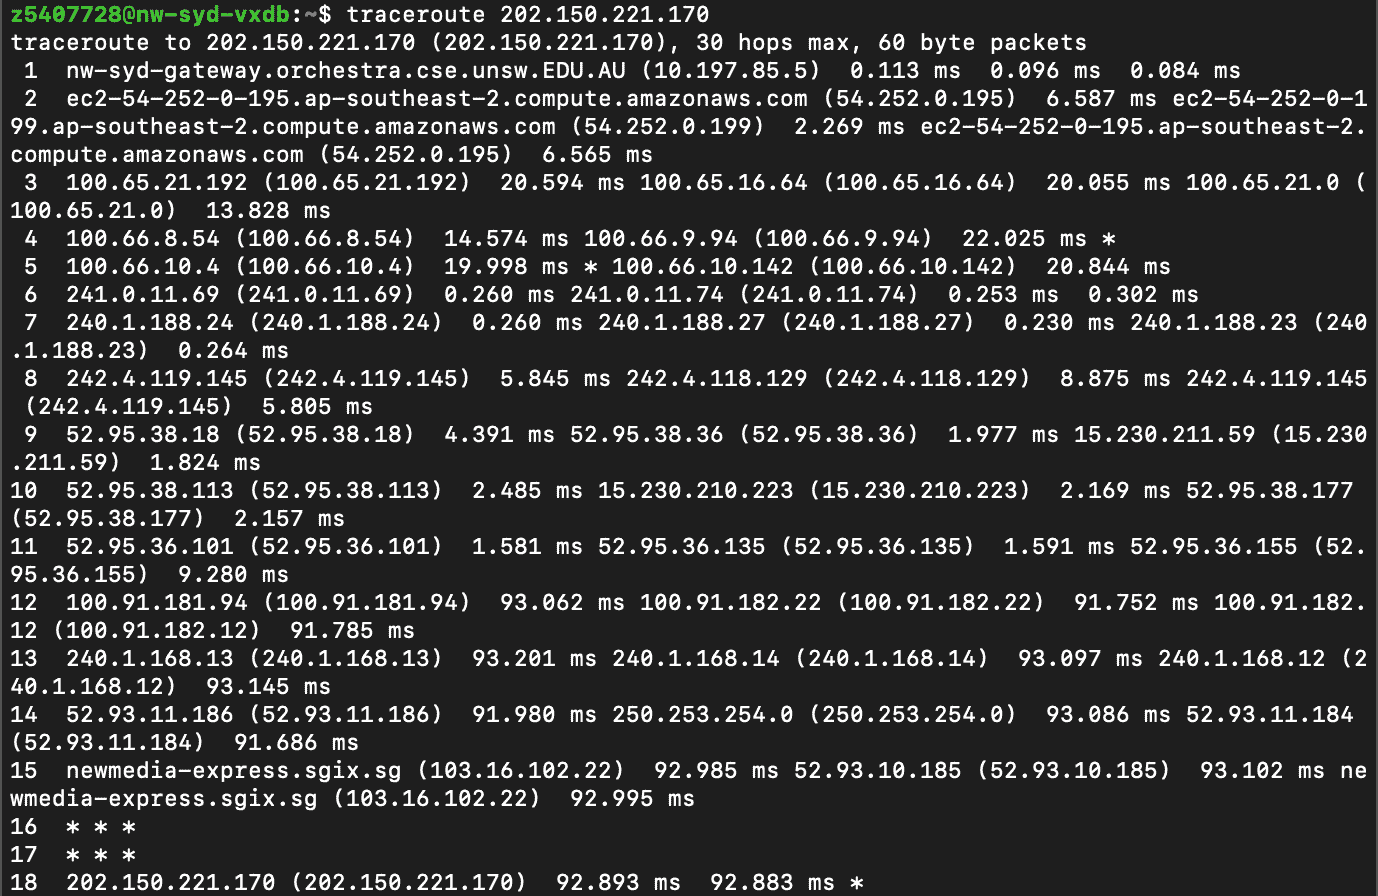 z5407728@nw-syd-vxdb:~$ traceroute 202.150.221.170
traceroute to 202.150.221.170 (202.150.221.170), 30 hops max, 60 byte packets
 1  nw-syd-gateway.orchestra.cse.unsw.EDU.AU (10.197.85.5)  0.113 ms  0.096 ms  0.084 ms
 2  ec2-54-252-0-195.ap-southeast-2.compute.amazonaws.com (54.252.0.195)  6.587 ms ec2-54-252-0-1
99.ap-southeast-2.compute.amazonaws.com (54.252.0.199)  2.269 ms ec2-54-252-0-195.ap-southeast-2.
compute.amazonaws.com (54.252.0.195)  6.565 ms
 3  100.65.21.192 (100.65.21.192)  20.594 ms 100.65.16.64 (100.65.16.64)  20.055 ms 100.65.21.0 (
100.65.21.0)  13.828 ms
 4  100.66.8.54 (100.66.8.54)  14.574 ms 100.66.9.94 (100.66.9.94)  22.025 ms *
 5  100.66.10.4 (100.66.10.4)  19.998 ms * 100.66.10.142 (100.66.10.142)  20.844 ms
 6  241.0.11.69 (241.0.11.69)  0.260 ms 241.0.11.74 (241.0.11.74)  0.253 ms  0.302 ms
 7  240.1.188.24 (240.1.188.24)  0.260 ms 240.1.188.27 (240.1.188.27)  0.230 ms 240.1.188.23 (240
.1.188.23)  0.264 ms
 8  242.4.119.145 (242.4.119.145)  5.845 ms 242.4.118.129 (242.4.118.129)  8.875 ms 242.4.119.145
 (242.4.119.145)  5.805 ms
 9  52.95.38.18 (52.95.38.18)  4.391 ms 52.95.38.36 (52.95.38.36)  1.977 ms 15.230.211.59 (15.230
.211.59)  1.824 ms
10  52.95.38.113 (52.95.38.113)  2.485 ms 15.230.210.223 (15.230.210.223)  2.169 ms 52.95.38.177
(52.95.38.177)  2.157 ms
11  52.95.36.101 (52.95.36.101)  1.581 ms 52.95.36.135 (52.95.36.135)  1.591 ms 52.95.36.155 (52.
95.36.155)  9.280 ms
12  100.91.181.94 (100.91.181.94)  93.062 ms 100.91.182.22 (100.91.182.22)  91.752 ms 100.91.182.
12 (100.91.182.12)  91.785 ms
13  240.1.168.13 (240.1.168.13)  93.201 ms 240.1.168.14 (240.1.168.14)  93.097 ms 240.1.168.12 (2
40.1.168.12)  93.145 ms
14  52.93.11.186 (52.93.11.186)  91.980 ms 250.253.254.0 (250.253.254.0)  93.086 ms 52.93.11.184
(52.93.11.184)  91.686 ms
15  newmedia-express.sgix.sg (103.16.102.22)  92.985 ms 52.93.10.185 (52.93.10.185)  93.102 ms ne
wmedia-express.sgix.sg (103.16.102.22)  92.995 ms
16  * * *
17  * * *
18  202.150.221.170 (202.150.221.170)  92.893 ms  92.883 ms *